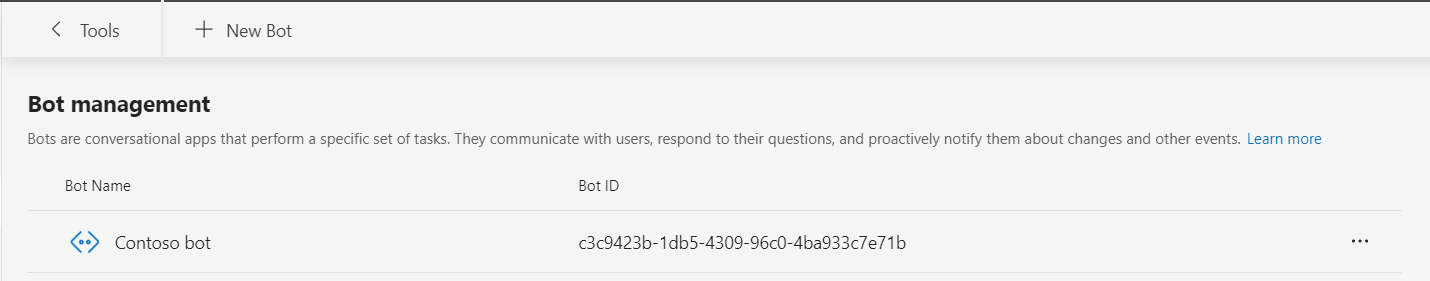 Tools
New Bot
Bot management
Bots are conversational apps that perform a specific set of tasks. They communicate with users, respond to their questions, and proactively notify them about changes and other events. Learn more
Bot Name
Bot ID
Contoso bot
c3c9423b-1db5-4309-96c0-4ba933c7e71b